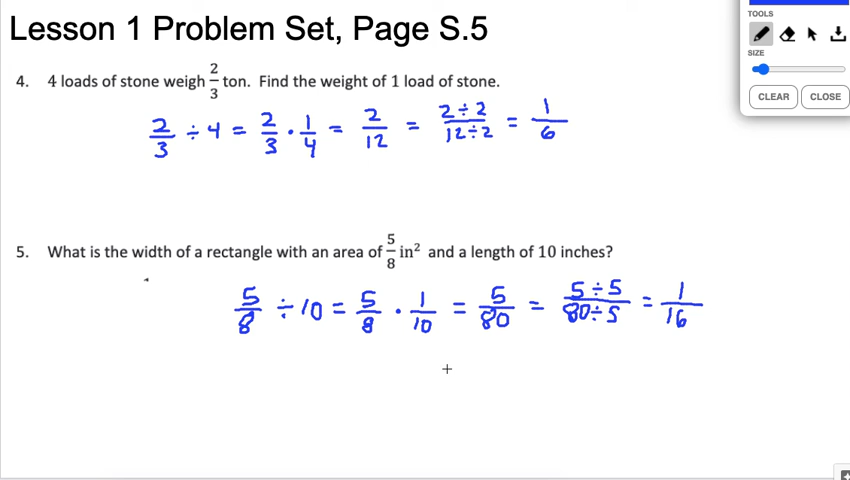 Lesson 1 Problem Set, Page S.5
TOOLS
SIZE
CLEAR CLOSE
4. 4 loads of stone weigh 2/3 ton. Find the weight of 1 load of stone.
2/3 ÷ 4 = 2/3 · 1/4 = 2/12 = 2÷2/12÷2 = 1/6
5. What is the width of a rectangle with an area of 5/8 in² and a length of 10 inches?
5/8 ÷ 10 = 5/8 · 1/10 = 5/80 = 5÷5/80÷5 = 1/16